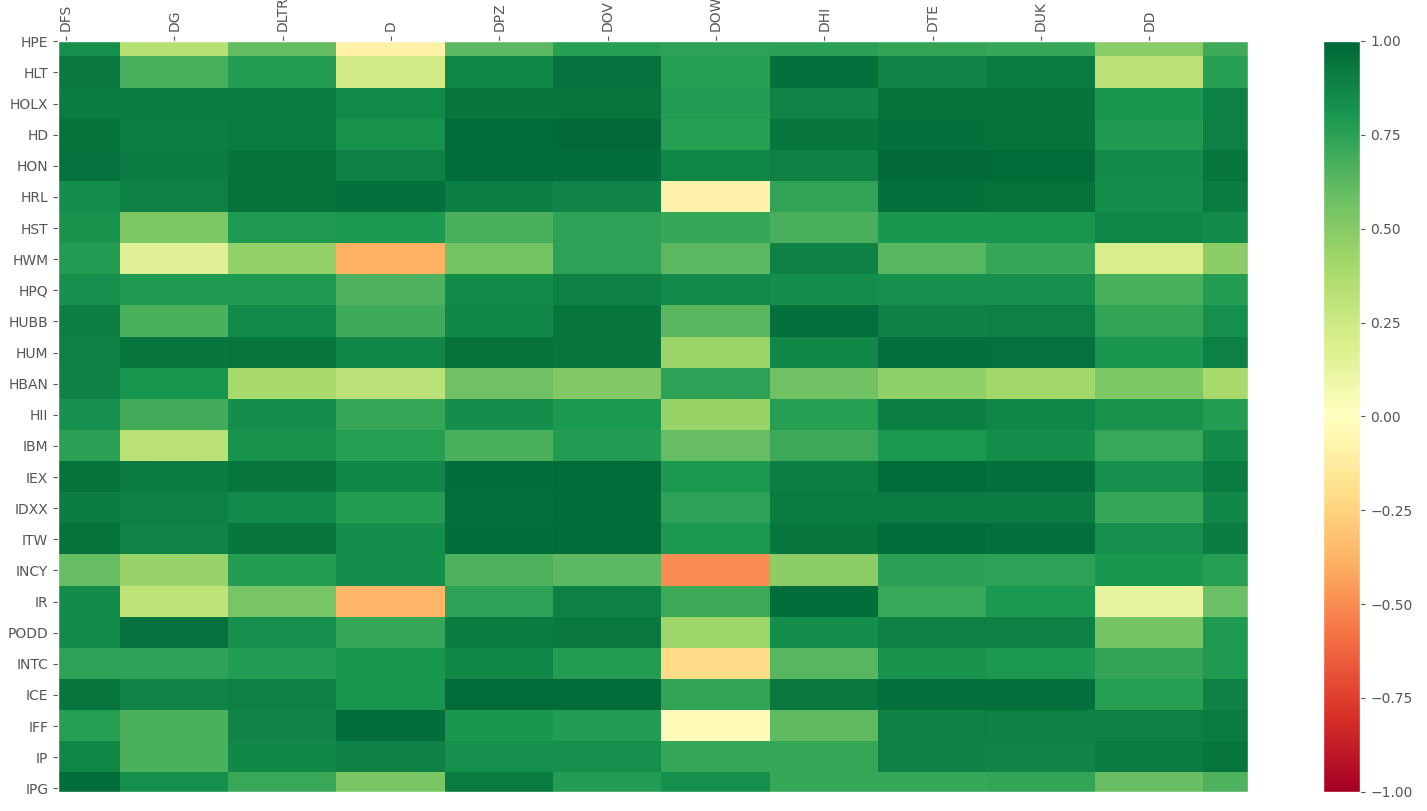 DFS DG DLTR D DPZ DOV DOW DHI DTE DUK DD
HPE
HLT
HOLX
HD
HON
HRL
HST
HWM
HPQ
HUBB
HUM
HBAN
HII
IBM
IEX
IDXX
ITW
INCY
IR
PODD
INTC
ICE
IFF
IP
IPG
1.00
0.75
0.50
0.25
0.00
−0.25
−0.50
−0.75
−1.00